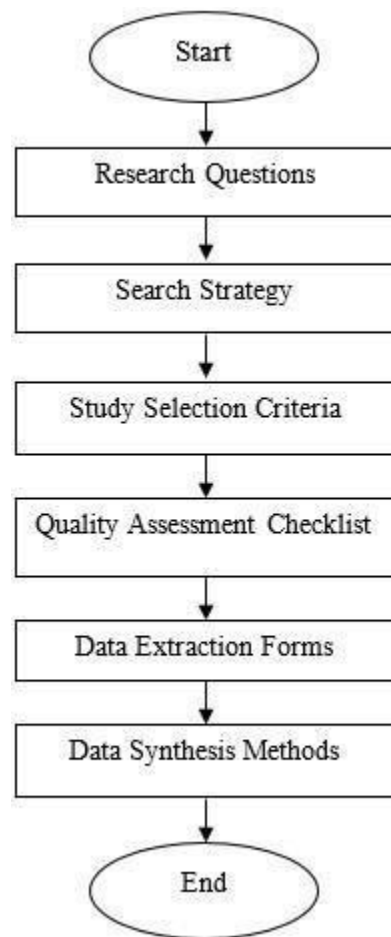 Start
Research Questions
Search Strategy
Study Selection Criteria
Quality Assessment Checklist
Data Extraction Forms
Data Synthesis Methods
End